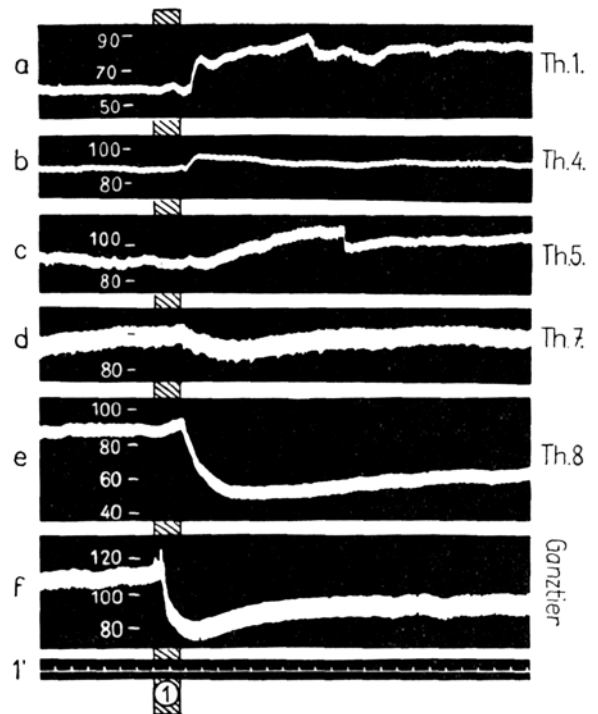 a 90 – 70 – 50 – Th.1.
b 100 – 80 – Th.4.
c 100 – 80 – Th.5.
d – 80 – Th.7.
e 100 – 80 – 60 – 40 – Th.8
f 120 – 100 – 80 – Ganztier
1'
1